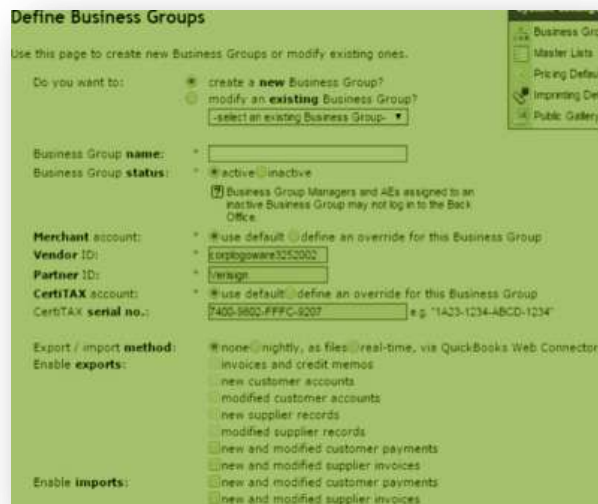 Define Business Groups
Use this page to create new Business Groups or modify existing ones.
Do you want to:
create a new Business Group?
modify an existing Business Group?
-select an existing Business Group-
Business Group name: *
Business Group status: * active inactive
? Business Group Managers and AEs assigned to an
inactive Business Group may not log in to the Back
Office.
Merchant account: * use default define an override for this Business Group
Vendor ID: * corplogoware3252002
Partner ID: * Verisign
CertiTAX account: * use default define an override for this Business Group
CertiTAX serial no.: 7400-9802-FFFC-9207 e.g. "1A23-1234-ABCD-1234"
Export / import method: none nightly, as files real-time, via QuickBooks Web Connector
Enable exports: invoices and credit memos
new customer accounts
modified customer accounts
new supplier records
modified supplier records
new and modified customer payments
new and modified supplier invoices
Enable imports: new and modified customer payments
new and modified supplier invoices
Business Gro
Master Lists
Pricing Defau
Imprinting De
Public Gallery